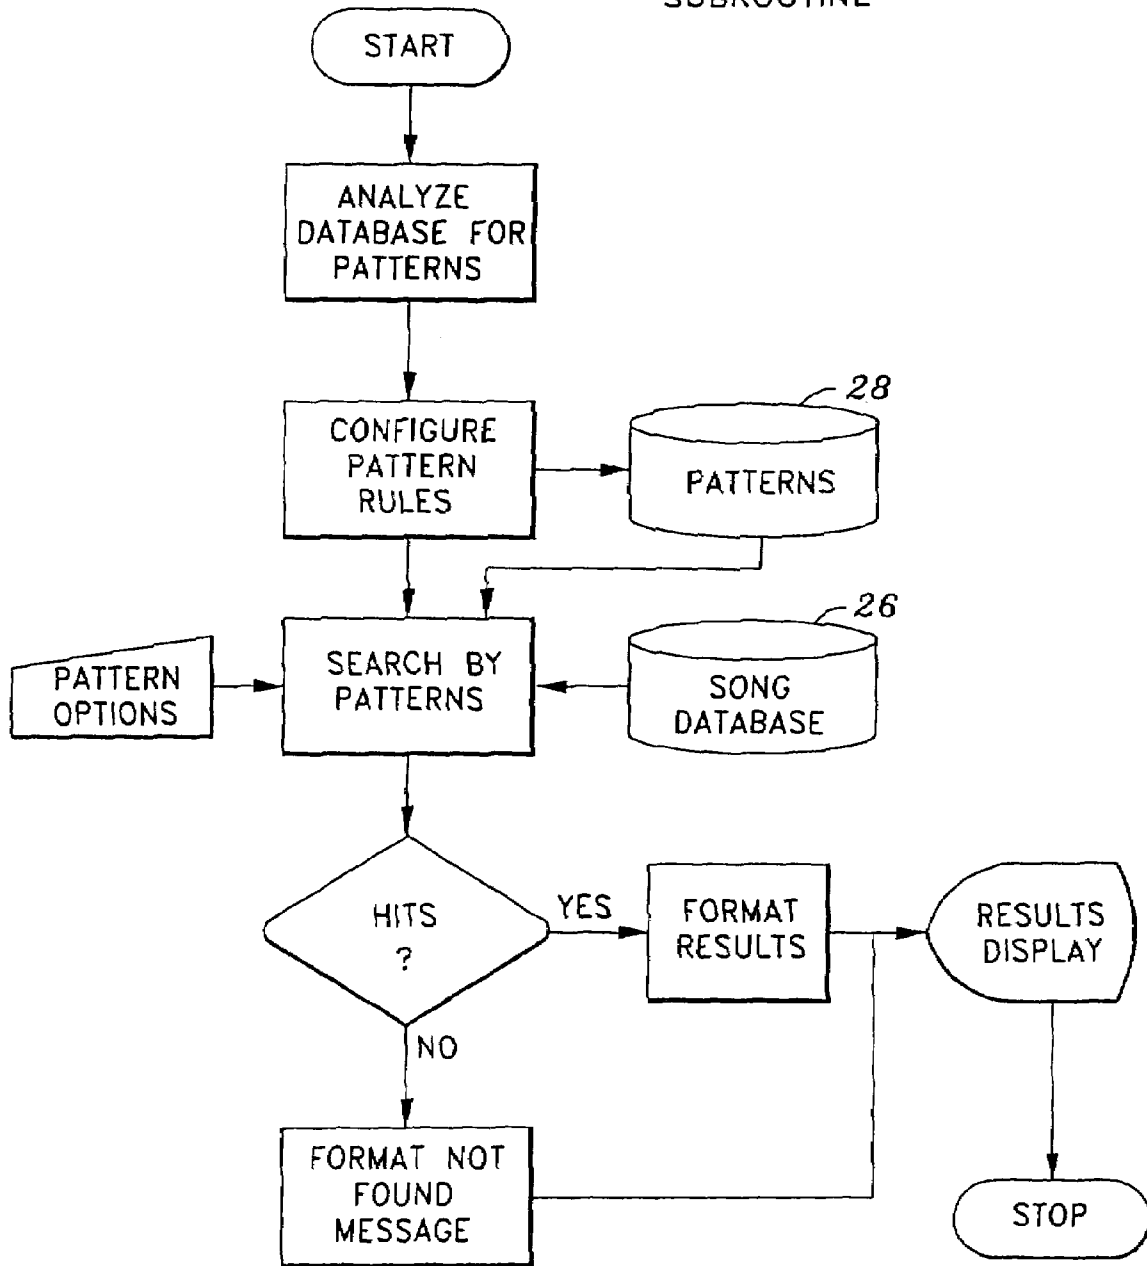 SUBROUTINE
START
ANALYZE
DATABASE FOR
PATTERNS
28
CONFIGURE
PATTERN
RULES
PATTERNS
26
PATTERN
OPTIONS
SEARCH BY
PATTERNS
SONG
DATABASE
HITS
?
YES
FORMAT
RESULTS
RESULTS
DISPLAY
NO
FORMAT NOT
FOUND
MESSAGE
STOP